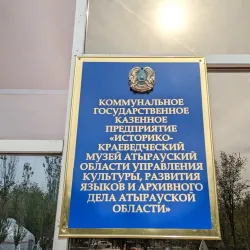 КОММУНАЛЬНОЕ
ГОСУДАРСТВЕННОЕ
КАЗЕННОЕ
ПРЕДПРИЯТИЕ
«ИСТОРИКО-
КРАЕВЕДЧЕСКИЙ
МУЗЕЙ АТЫРАУСКИЙ
ОБЛАСТИ УПРАВЛЕНИЯ
КУЛЬТУРЫ, РАЗВИТИЯ
ЯЗЫКОВ И АРХИВНОГО
ДЕЛА АТЫРАУСКОЙ
ОБЛАСТИ»